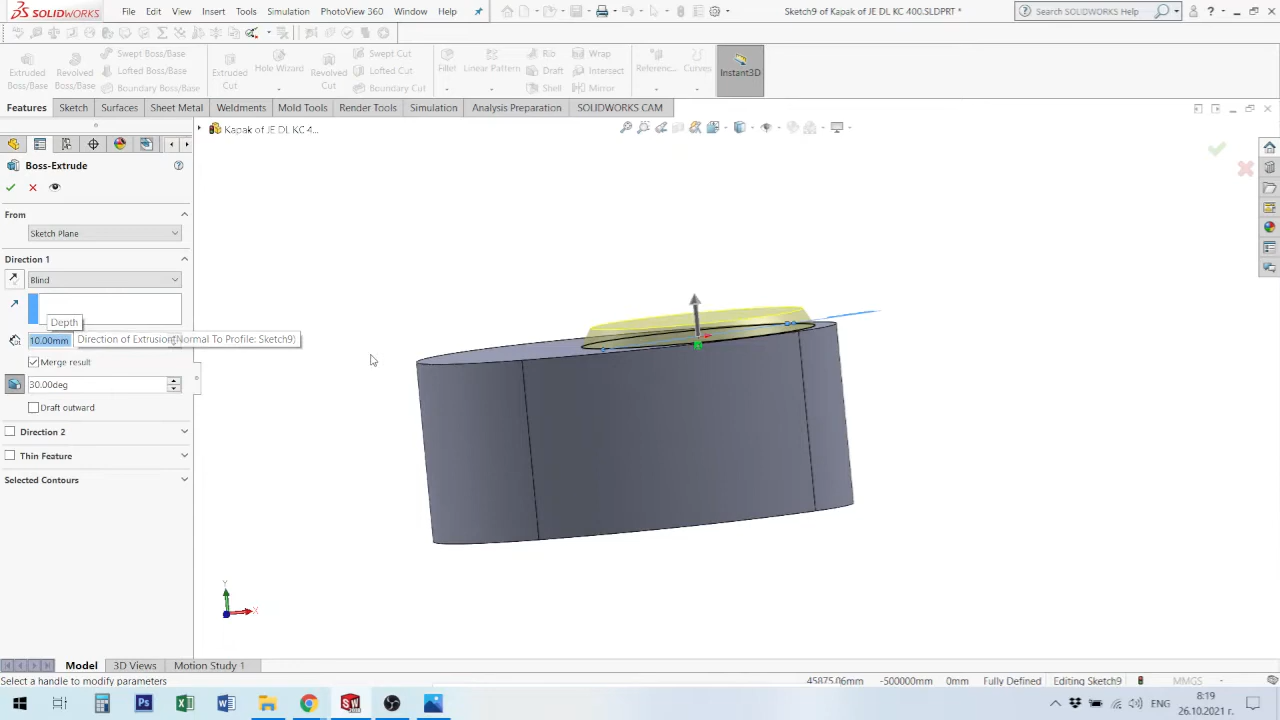 SOLIDWORKS File Edit View Insert Tools Simulation PhotoView 360 Window Help Sketch9 of Kapak of JE DL KC 400.SLDPRT * Search SOLIDWORKS Help
Extruded Boss/Base Revolved Boss/Base Swept Boss/Base Lofted Boss/Base Boundary Boss/Base Extruded Cut Hole Wizard Revolved Cut Swept Cut Lofted Cut Boundary Cut Fillet Linear Pattern Rib Draft Shell Wrap Intersect Mirror Referenc... Curves Instant3D
Features Sketch Surfaces Sheet Metal Weldments Mold Tools Render Tools Simulation Analysis Preparation SOLIDWORKS CAM
Kapak of JE DL KC 4...
Boss-Extrude
From
Sketch Plane
Direction 1
Blind
Depth
10.00mm Direction of Extrusion(Normal To Profile: Sketch9)
Merge result
30.00deg
Draft outward
Direction 2
Thin Feature
Selected Contours
Y
X
Model 3D Views Motion Study 1
Select a handle to modify parameters 45875.06mm -500000mm 0mm Fully Defined Editing Sketch9 MMGS
ENG 8:19
26.10.2021 г.